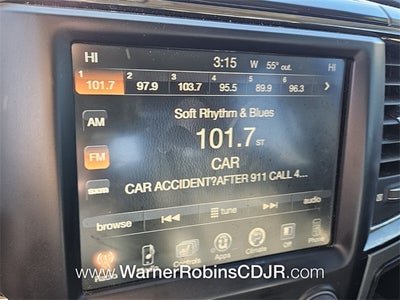 HI 3:15 W 55° out. HI
1 2 3 4 5 6
101.7 97.9 103.7 95.5 89.9 96.3
Soft Rhythm & Blues
AM
101.7 ST
FM
CAR
CAR ACCIDENT?AFTER 911 CALL 4...
sxm
browse tune audio
Radio Controls Apps Climate Off Phone
www.WarnerRobinsCDJR.com